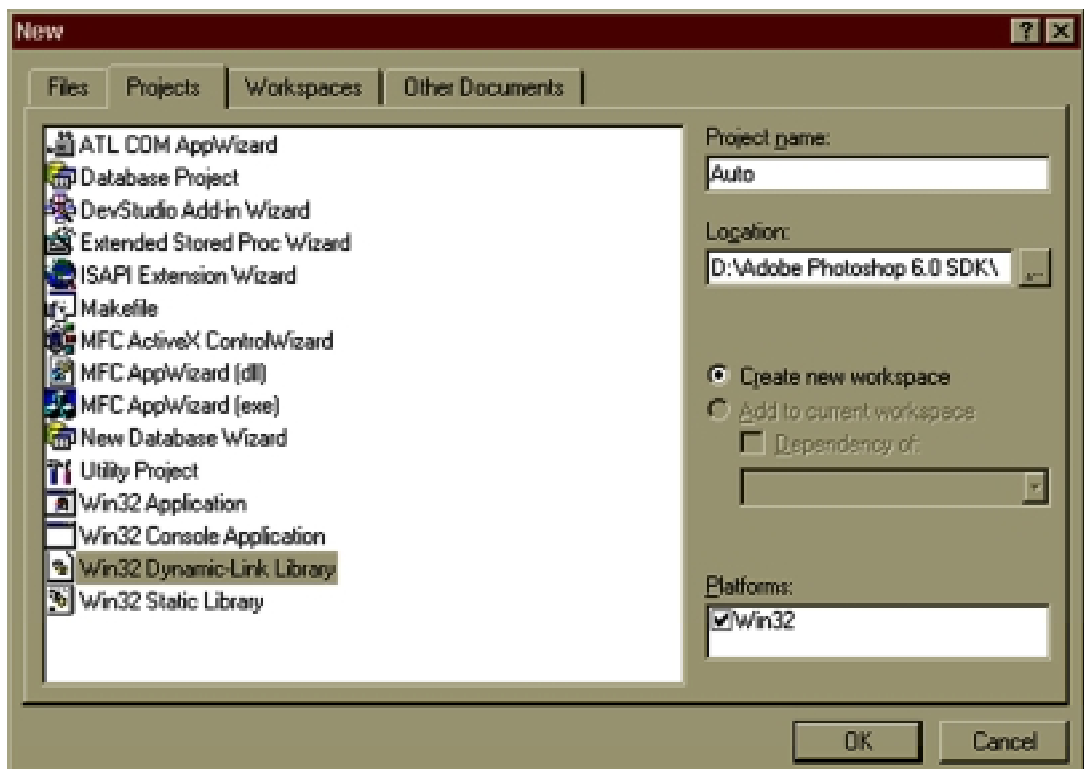 New
Files Projects Workspaces Other Documents
ATL COM AppWizard
Database Project
DevStudio Add-in Wizard
Extended Stored Proc Wizard
ISAPI Extension Wizard
Makefile
MFC ActiveX ControlWizard
MFC AppWizard (dll)
MFC AppWizard (exe)
New Database Wizard
Utility Project
Win32 Application
Win32 Console Application
Win32 Dynamic-Link Library
Win32 Static Library
Project name:
Auto
Location:
D:\Adobe Photoshop 6.0 SDK\
...
Create new workspace
Add to current workspace
Dependency of:
Platforms:
Win32
OK Cancel